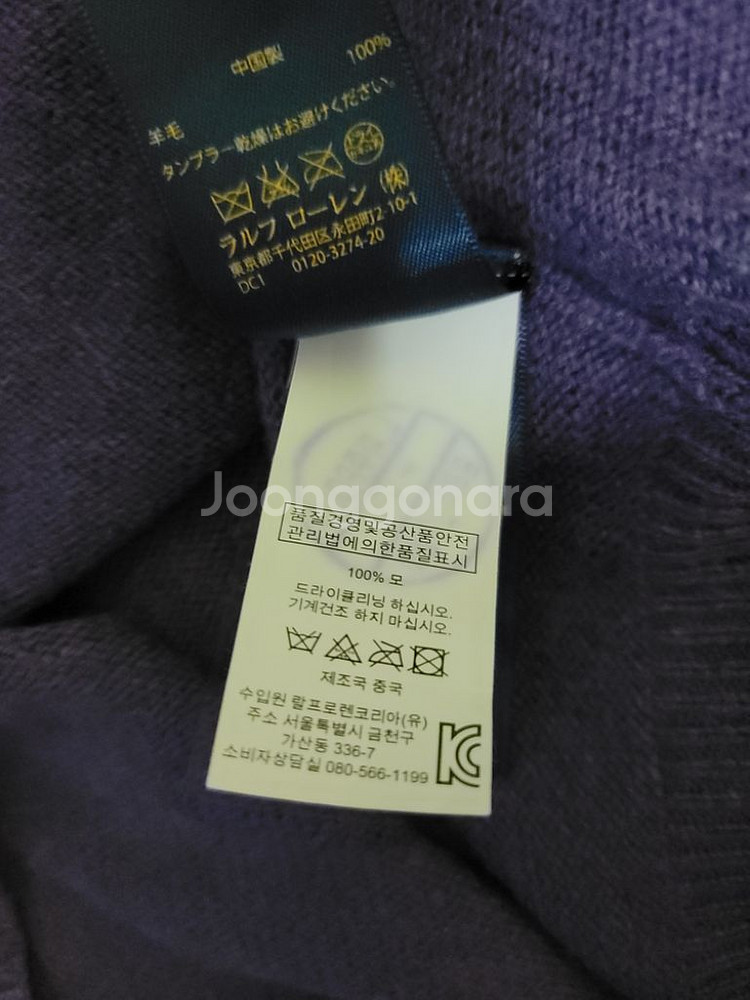 中国製
羊毛 100%
タンブラー乾燥はお避けください。
ドライ
ラルフ ローレン (株)
東京都千代田区永田町2-10-1
DC1 0120-3274-20
Joonggonara
품질경영및공산품안전
관리법에의한품질표시
100% 모
드라이클리닝 하십시오.
기계건조 하지 마십시오.
제조국 중국
수입원 랄프로렌코리아(유)
주소 서울특별시 금천구
가산동 336-7
소비자상담실 080-566-1199